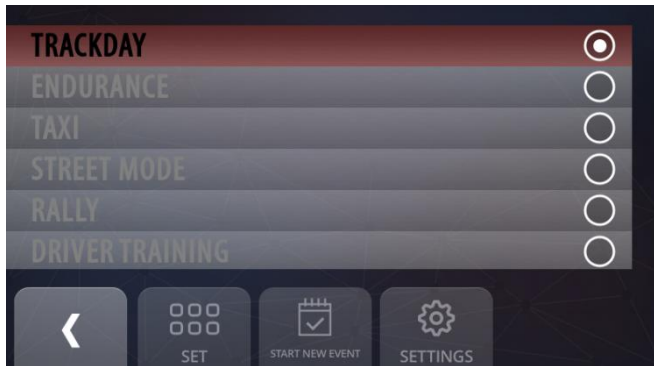 TRACKDAY
ENDURANCE
TAXI
STREET MODE
RALLY
DRIVER TRAINING
SET
START NEW EVENT
SETTINGS